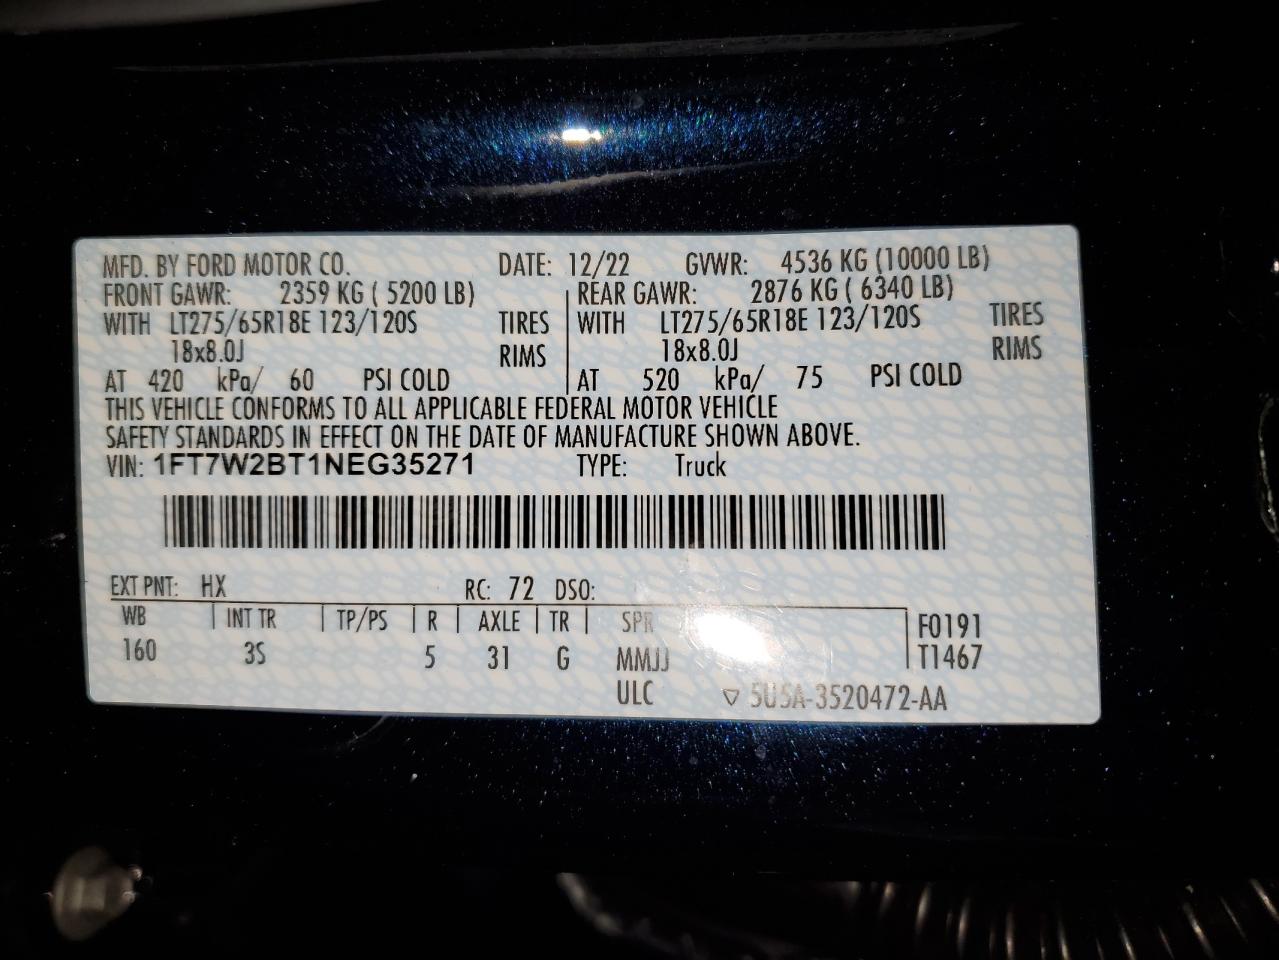 MFD. BY FORD MOTOR CO. DATE: 12/22 GVWR: 4536 KG (10000 LB)
FRONT GAWR: 2359 KG ( 5200 LB) REAR GAWR: 2876 KG ( 6340 LB)
WITH LT275/65R18E 123/120S TIRES WITH LT275/65R18E 123/120S TIRES
18x8.0J RIMS 18x8.0J RIMS
AT 420 kPa/ 60 PSI COLD AT 520 kPa/ 75 PSI COLD
THIS VEHICLE CONFORMS TO ALL APPLICABLE FEDERAL MOTOR VEHICLE
SAFETY STANDARDS IN EFFECT ON THE DATE OF MANUFACTURE SHOWN ABOVE.
VIN: 1FT7W2BT1NEG35271 TYPE: Truck
EXT PNT: HX RC: 72 DSO:
WB INT TR TP/PS R AXLE TR SPR F0191
160 3S 5 31 G MMJJ T1467
ULC 5U5A-3520472-AA